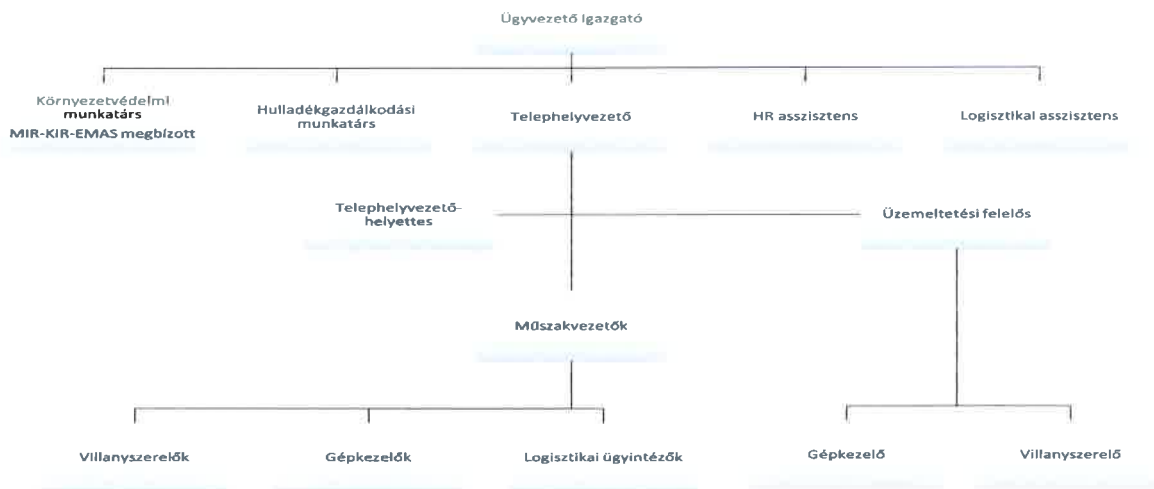 Ügyvezető Igazgató
Környezetvédelmi
munkatárs
MIR-KIR-EMAS megbízott
Hulladékgazdálkodási
munkatárs
Telephelyvezető
HR asszisztens
Logisztikai asszisztens
Telephelyvezető-
helyettes
Üzemeltetési felelős
Műszakvezetők
Villanyszerelők
Gépkezelők
Logisztikai ügyintézők
Gépkezelő
Villanyszerelő